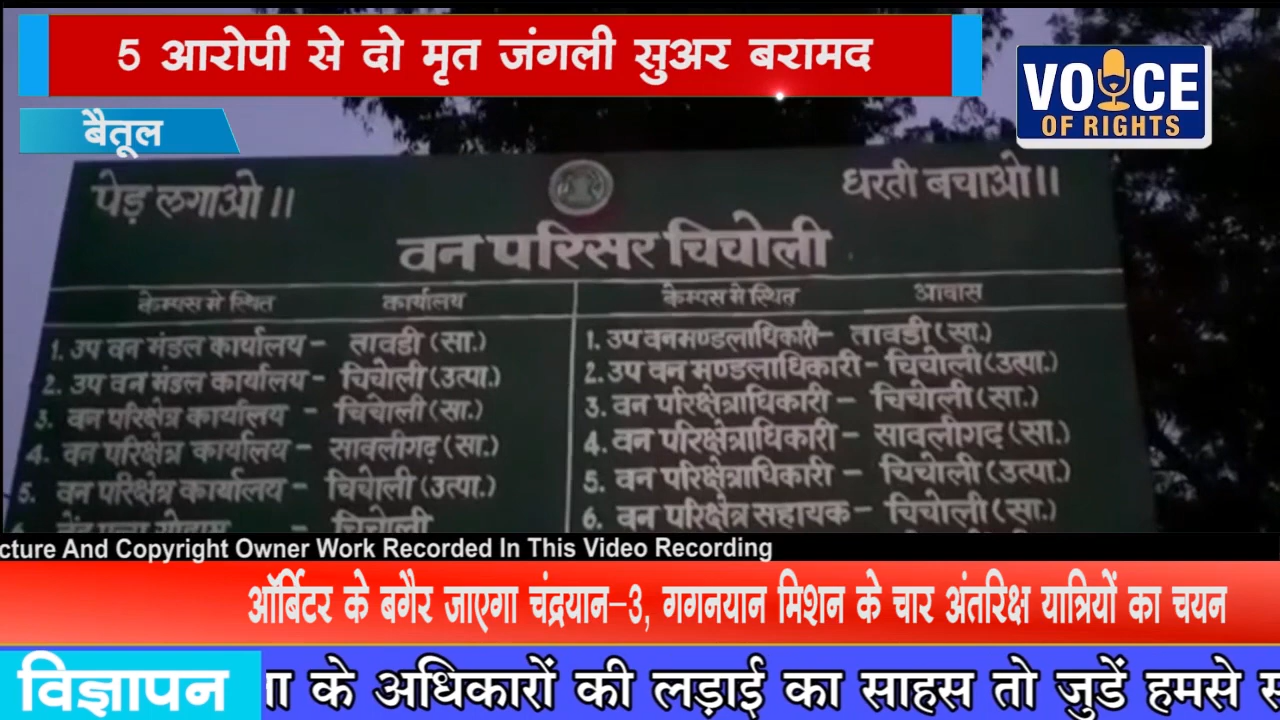 5 आरोपी से दो मृत जंगली सुअर बरामद
VOICE
OF RIGHTS
बैतूल
पेड़ लगाओ॥
धरती बचाओ॥
वन परिसर चिचोली
केम्पस मे स्थित कार्यालय
केम्पस मे स्थित आवास
1. उप वन मंडल कार्यालय - तावडी (सा.)
2. उप वन मंडल कार्यालय - चिचोली (उत्पा.)
3. वन परिक्षेत्र कार्यालय - चिचोली (सा.)
4. वन परिक्षेत्र कार्यालय - सावलीगढ़ (सा.)
5. वन परिक्षेत्र कार्यालय - चिचोली (उत्पा.)
6. - चिचोली
1. उप वनमण्डलाधिकारी - तावडी (सा.)
2. उप वन मण्डलाधिकारी - चिचोली (उत्पा.)
3. वन परिक्षेत्राधिकारी - चिचोली (सा.)
4. वन परिक्षेत्राधिकारी - सावलीगढ़ (सा.)
5. वन परिक्षेत्राधिकारी - चिचोली (उत्पा.)
6. वन परिक्षेत्र सहायक - चिचोली (सा.)
cture And Copyright Owner Work Recorded In This Video Recording
ऑर्बिटर के बगैर जाएगा चंद्रयान-3, गगनयान मिशन के चार अंतरिक्ष यात्रियों का चयन
विज्ञापन
के अधिकारों की लड़ाई का साहस तो जुडें हमसे